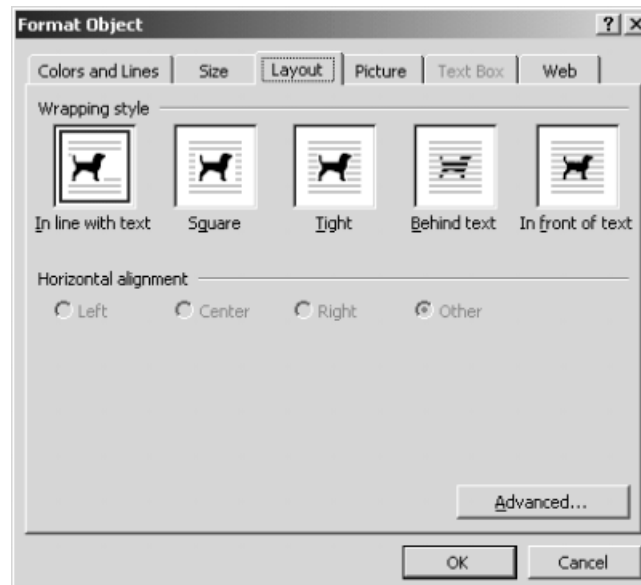 Format Object ? ×
Colors and Lines Size Layout Picture Text Box Web
Wrapping style
In line with text Square Tight Behind text In front of text
Horizontal alignment
Left Center Right Other
Advanced...
OK Cancel